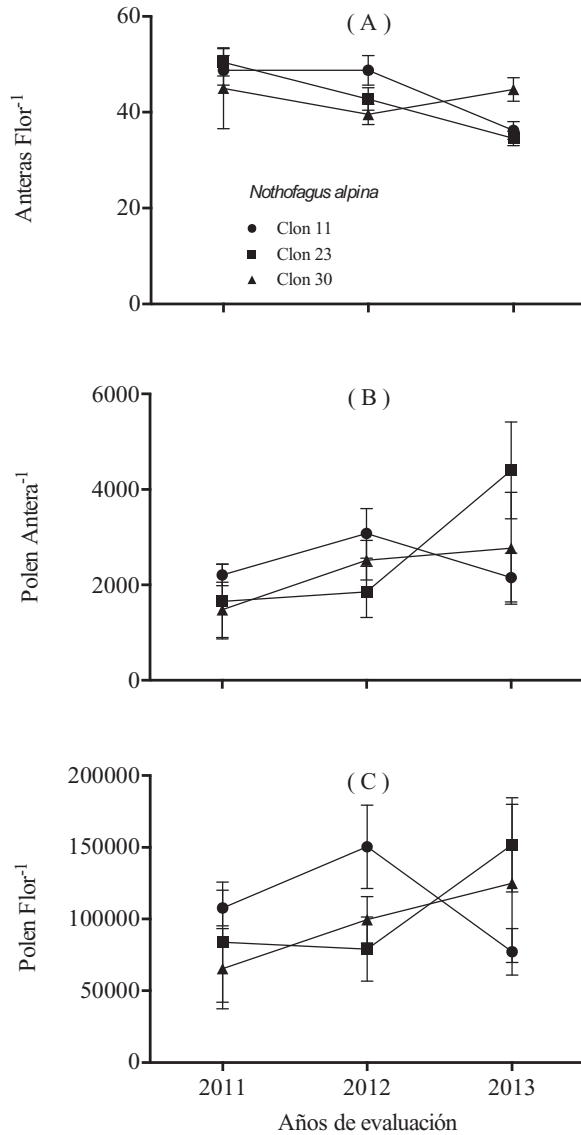 ( A )
60
40
20
0
Anteras Flor⁻¹
Nothofagus alpina
Clon 11
Clon 23
Clon 30
( B )
6000
4000
2000
0
Polen Antera⁻¹
( C )
200000
150000
100000
50000
0
Polen Flor⁻¹
2011 2012 2013
Años de evaluación